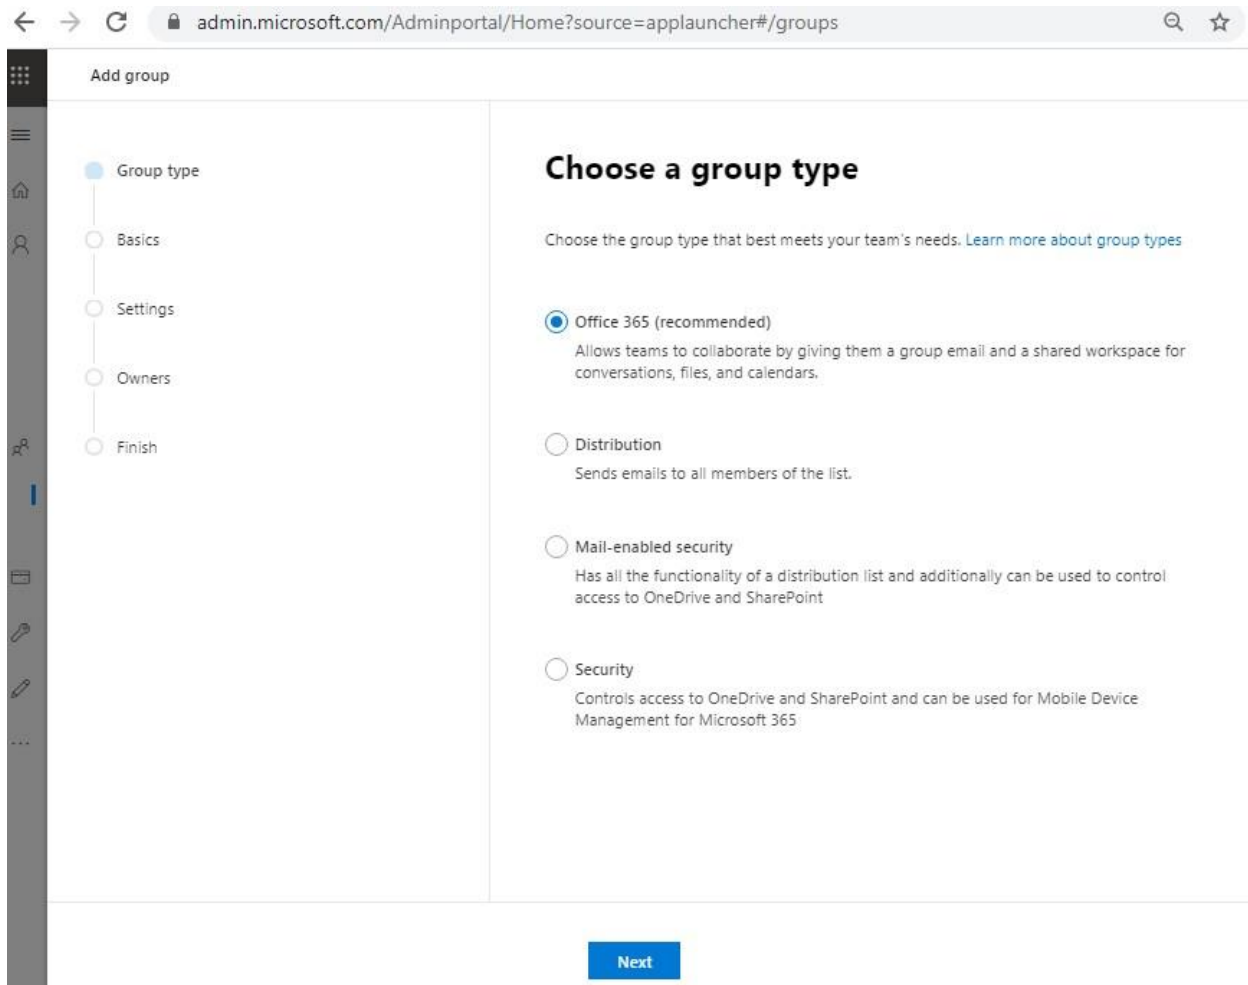 admin.microsoft.com/Adminportal/Home?source=applauncher#/groups
Add group
Group type
Basics
Settings
Owners
Finish
Choose a group type
Choose the group type that best meets your team's needs. Learn more about group types
Office 365 (recommended)
Allows teams to collaborate by giving them a group email and a shared workspace for
conversations, files, and calendars.
Distribution
Sends emails to all members of the list.
Mail-enabled security
Has all the functionality of a distribution list and additionally can be used to control
access to OneDrive and SharePoint
Security
Controls access to OneDrive and SharePoint and can be used for Mobile Device
Management for Microsoft 365
Next